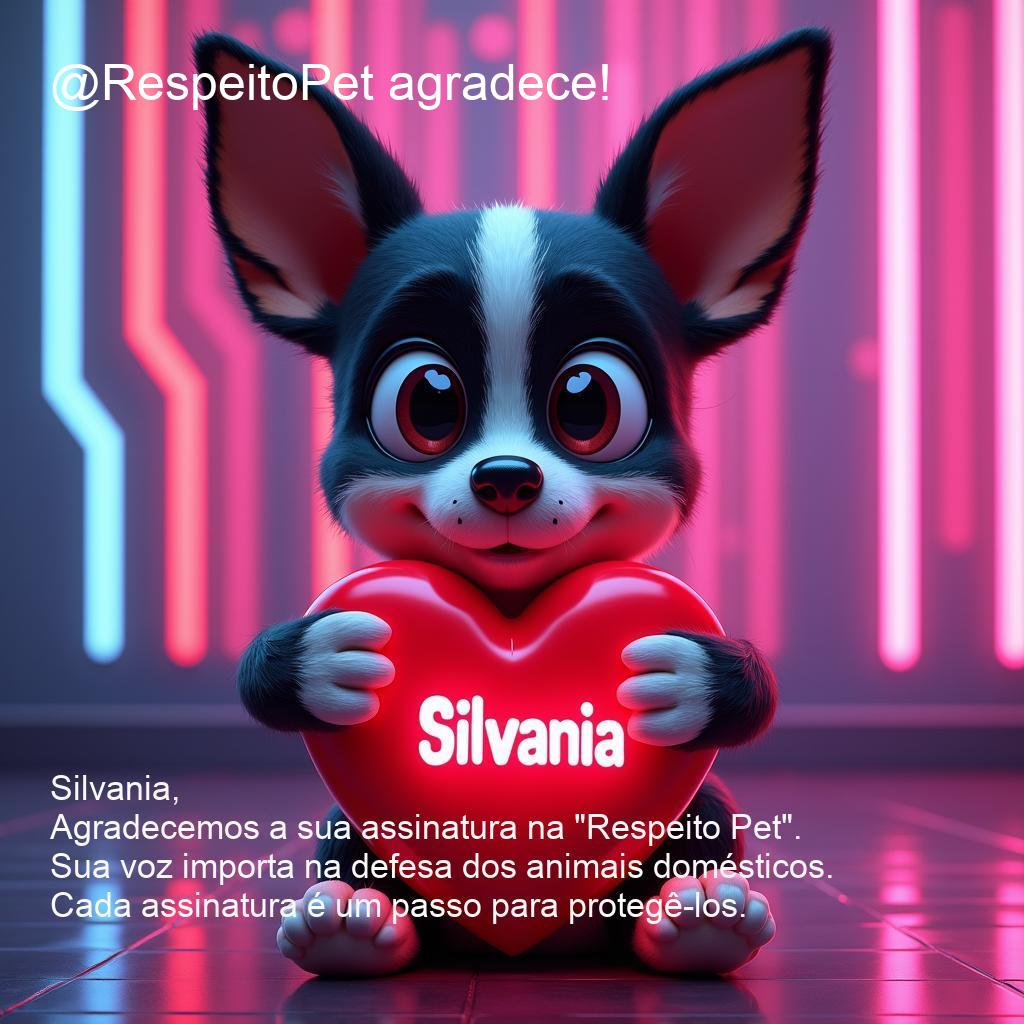 @RespeitoPet agradece!
Silvania
Silvania,
Agradecemos a sua assinatura na "Respeito Pet".
Sua voz importa na defesa dos animais domésticos.
Cada assinatura é um passo para protegê-los.